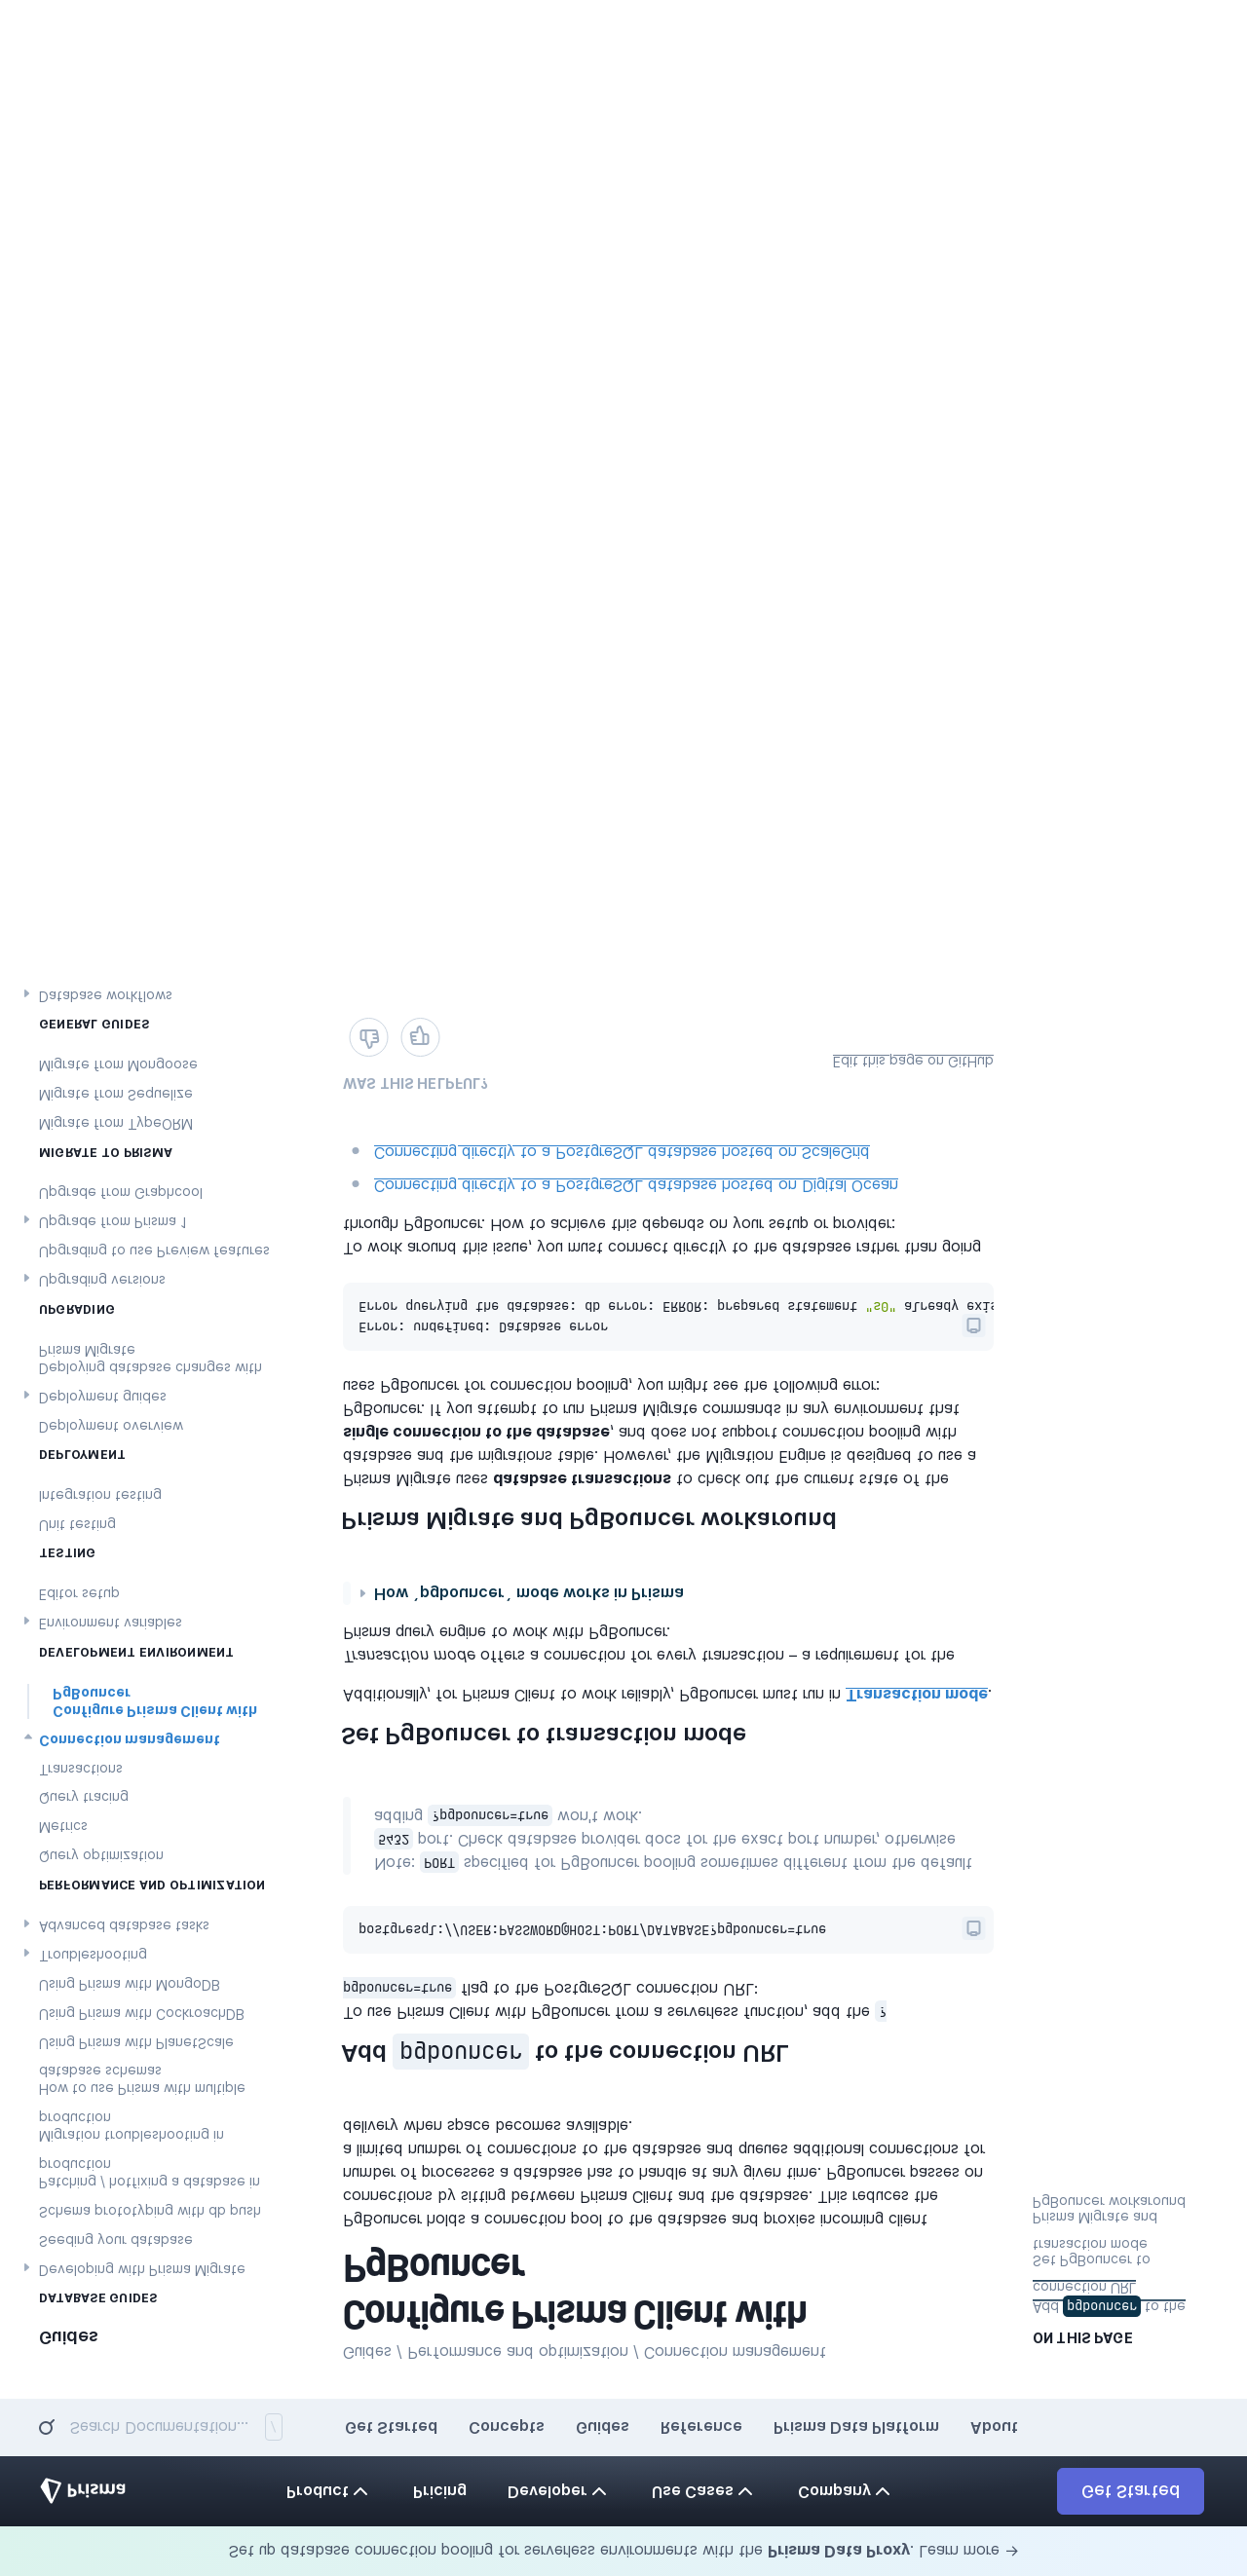 Set up database connection pooling for serverless environments with the Prisma Data Proxy. Learn more →
Prisma
Product
Pricing
Developer
Use Cases
Company
Get Started
Search Documentation...
/
Get Started
Concepts
Guides
Reference
Prisma Data Platform
About
Guides
DATABASE GUIDES
Developing with Prisma Migrate
Seeding your database
Schema prototyping with db push
Patching / hotfixing a database in
production
Migration troubleshooting in
production
How to use Prisma with multiple
database schemas
Using Prisma with PlanetScale
Using Prisma with CockroachDB
Using Prisma with MongoDB
Troubleshooting
Advanced database tasks
PERFORMANCE AND OPTIMIZATION
Query optimization
Metrics
Query tracing
Transactions
Connection management
Configure Prisma Client with
PgBouncer
DEVELOPMENT ENVIRONMENT
Environment variables
Editor setup
TESTING
Unit testing
Integration testing
DEPLOYMENT
Deployment overview
Deployment guides
Deploying database changes with
Prisma Migrate
UPGRADING
Upgrading versions
Upgrading to use Preview features
Upgrade from Prisma 1
Upgrade from Graphcool
MIGRATE TO PRISMA
Migrate from TypeORM
Migrate from Sequelize
Migrate from Mongoose
GENERAL GUIDES
Database workflows
Guides / Performance and optimization / Connection management
Configure Prisma Client with
PgBouncer
PgBouncer holds a connection pool to the database and proxies incoming client
connections by sitting between Prisma Client and the database. This reduces the
number of processes a database has to handle at any given time. PgBouncer passes on
a limited number of connections to the database and queues additional connections for
delivery when space becomes available.
Add pgbouncer to the connection URL
To use Prisma Client with PgBouncer from a serverless function, add the ?
pgbouncer=true flag to the PostgreSQL connection URL:
postgresql://USER:PASSWORD@HOST:PORT/DATABASE?pgbouncer=true
Note: PORT specified for PgBouncer pooling sometimes different from the default
5432 port. Check database provider docs for the exact port number, otherwise
adding ?pgbouncer=true won't work.
Set PgBouncer to transaction mode
Additionally, for Prisma Client to work reliably, PgBouncer must run in Transaction mode.
Transaction mode offers a connection for every transaction – a requirement for the
Prisma query engine to work with PgBouncer.
How `pgbouncer` mode works in Prisma
Prisma Migrate and PgBouncer workaround
Prisma Migrate uses database transactions to check out the current state of the
database and the migrations table. However, the Migration Engine is designed to use a
single connection to the database, and does not support connection pooling with
PgBouncer. If you attempt to run Prisma Migrate commands in any environment that
uses PgBouncer for connection pooling, you might see the following error:
Error: undefined: Database error
Error querying the database: db error: ERROR: prepared statement "s0" already exis
To work around this issue, you must connect directly to the database rather than going
through PgBouncer. How to achieve this depends on your setup or provider:
Connecting directly to a PostgreSQL database hosted on Digital Ocean
Connecting directly to a PostgreSQL database hosted on ScaleGrid
WAS THIS HELPFUL?
Edit this page on GitHub
ON THIS PAGE
Add pgbouncer to the
connection URL
Set PgBouncer to
transaction mode
Prisma Migrate and
PgBouncer workaround